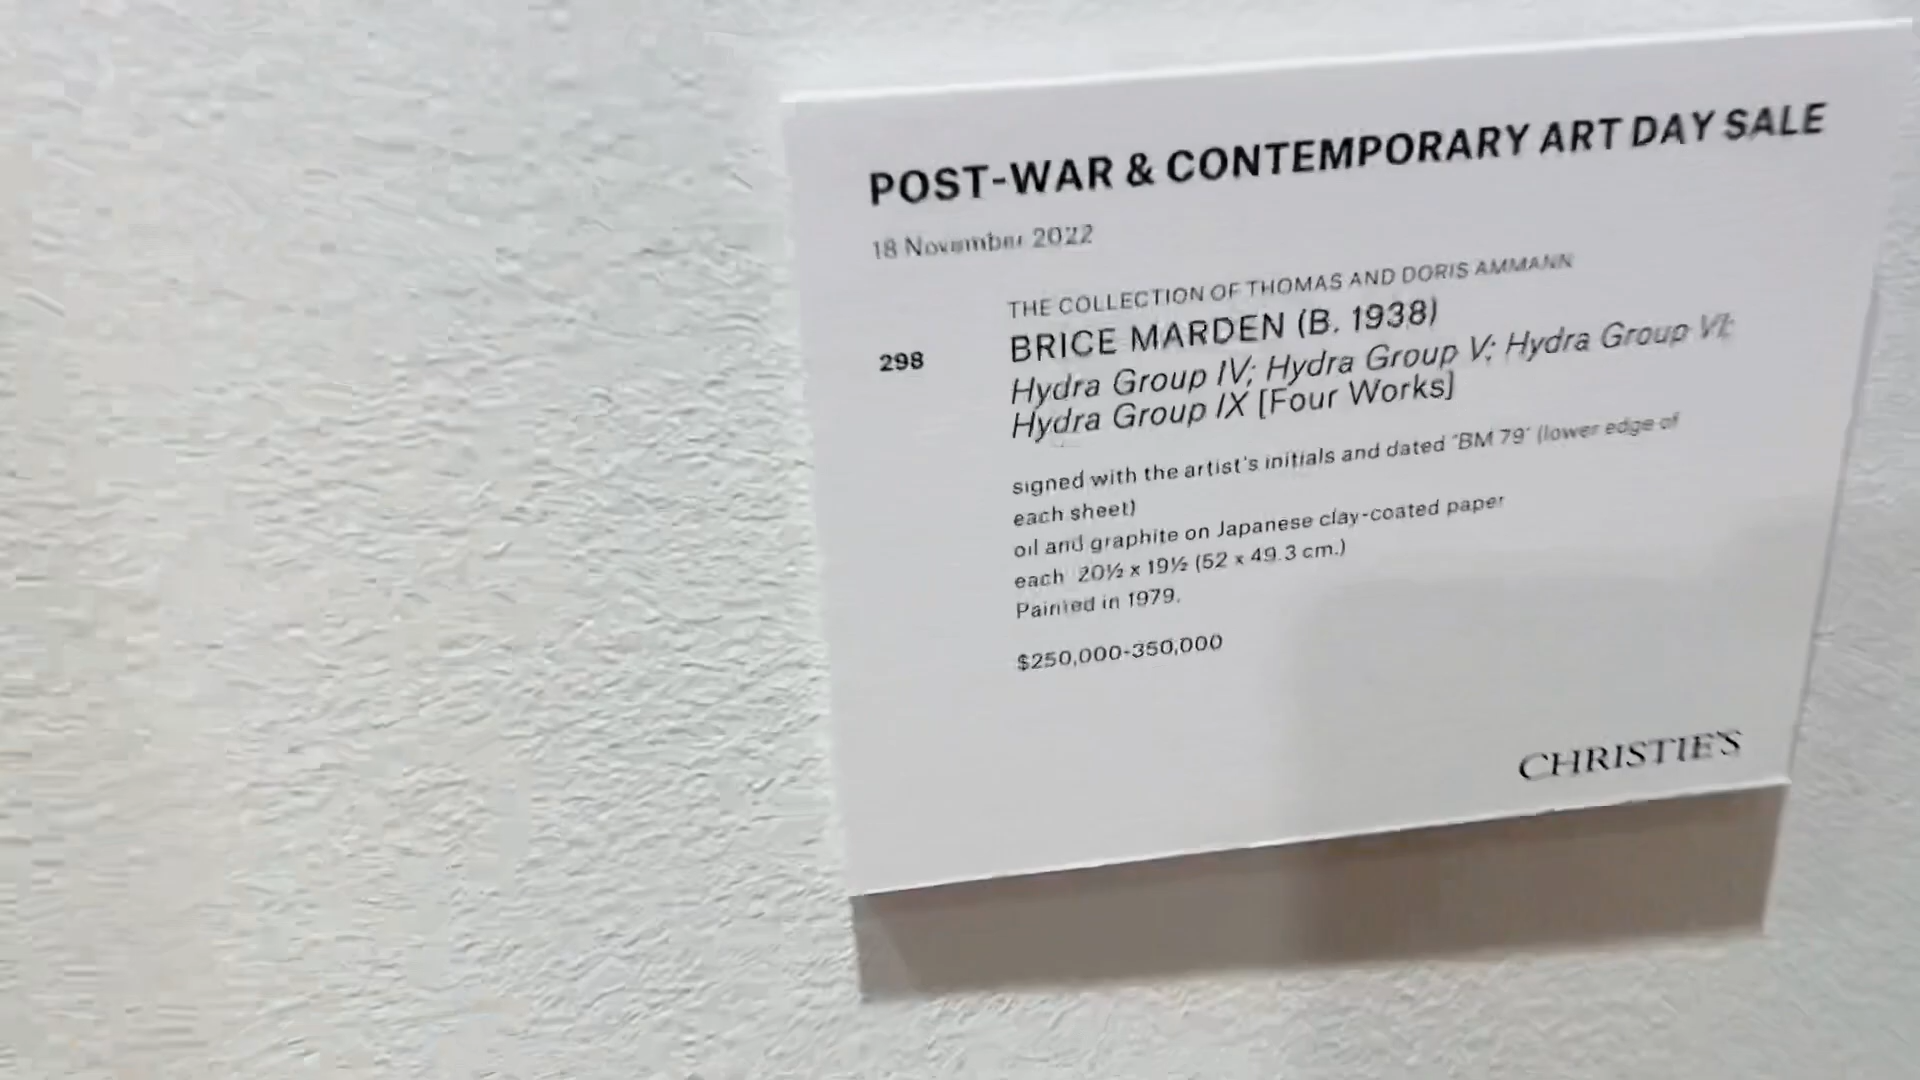 POST-WAR & CONTEMPORARY ART DAY SALE
18 November 2022
THE COLLECTION OF THOMAS AND DORIS AMMANN
298 BRICE MARDEN (B. 1938)
Hydra Group IV; Hydra Group V; Hydra Group VI;
Hydra Group IX [Four Works]
signed with the artist's initials and dated 'BM 79' (lower edge of
each sheet)
oil and graphite on Japanese clay-coated paper
each 20½ x 19½ (52 x 49.3 cm.)
Painted in 1979.
$250,000-350,000
CHRISTIE'S